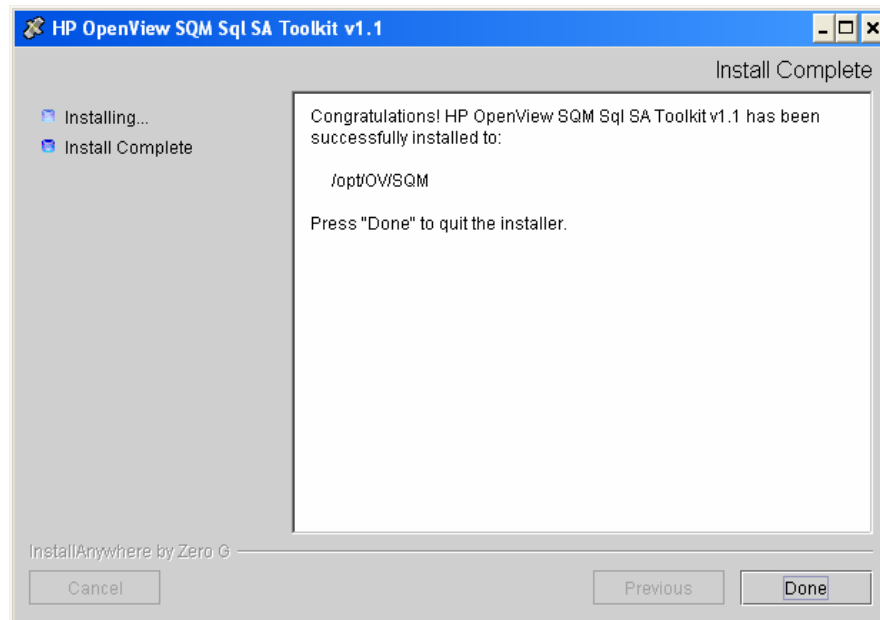 HP OpenView SQM Sql SA Toolkit v1.1
Install Complete
Installing...
Install Complete
Congratulations! HP OpenView SQM Sql SA Toolkit v1.1 has been
successfully installed to:
/opt/OV/SQM
Press "Done" to quit the installer.
InstallAnywhere by Zero G
Cancel
Previous
Done